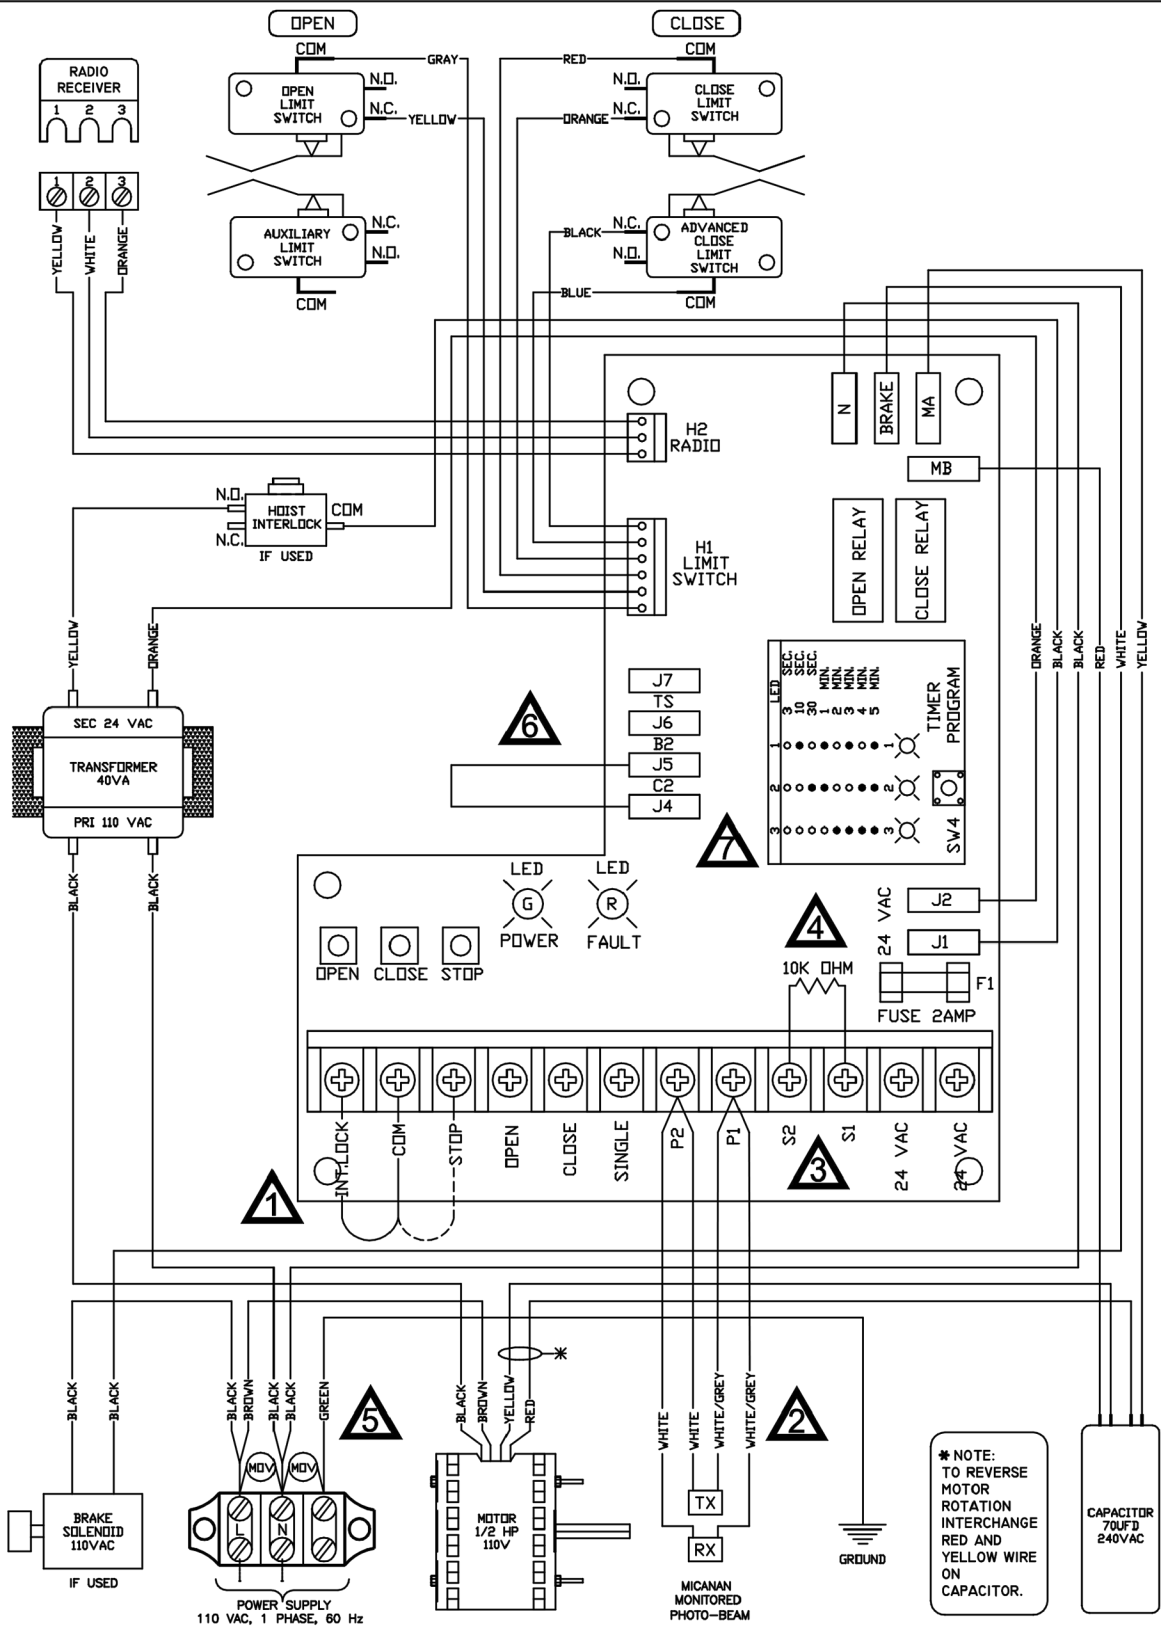 OPEN
CLOSE
COM
GRAY
RED
COM
RADIO
RECEIVER
1 2 3
OPEN
LIMIT
SWITCH
N.O.
N.C.
YELLOW
ORANGE
N.O.
N.C.
CLOSE
LIMIT
SWITCH
1 2 3
YELLOW
WHITE
ORANGE
AUXILIARY
LIMIT
SWITCH
N.C.
N.O.
COM
BLACK
BLUE
N.C.
N.O.
ADVANCED
CLOSE
LIMIT
SWITCH
COM
N
BRAKE
MA
H2
RADIO
MB
N.O.
N.C.
HOIST
INTERLOCK
COM
IF USED
H1
LIMIT
SWITCH
OPEN RELAY
CLOSE RELAY
YELLOW
ORANGE
ORANGE
BLACK
BLACK
RED
WHITE
YELLOW
SEC 24 VAC
TRANSFORMER
40VA
PRI 110 VAC
6
J7
TS
J6
B2
J5
C2
J4
LED
3 SEC.
10 SEC.
30 SEC.
1 MIN.
2 MIN.
3 MIN.
4 MIN.
5 MIN.
1
1
2
2
3
3
TIMER
PROGRAM
SW4
7
BLACK
BLACK
LED
G
POWER
LED
R
FAULT
4
10K OHM
24 VAC
J2
J1
F1
FUSE 2AMP
OPEN
CLOSE
STOP
INT.LOCK
COM
STOP
OPEN
CLOSE
SINGLE
P2
P1
S2
S1
24 VAC
24 VAC
1
3
BLACK
BLACK
BLACK
BROWN
BLACK
BLACK
GREEN
5
BLACK
BROWN
YELLOW
RED
*
WHITE
WHITE
WHITE/GREY
WHITE/GREY
2
MOV
MOV
L
N
BRAKE
SOLENOID
110VAC
IF USED
POWER SUPPLY
110 VAC, 1 PHASE, 60 Hz
MOTOR
1/2 HP
110V
TX
RX
MICANAN
MONITORED
PHOTO-BEAM
GROUND
* NOTE:
TO REVERSE
MOTOR
ROTATION
INTERCHANGE
RED AND
YELLOW WIRE
ON
CAPACITOR.
CAPACITOR
70UFD
240VAC